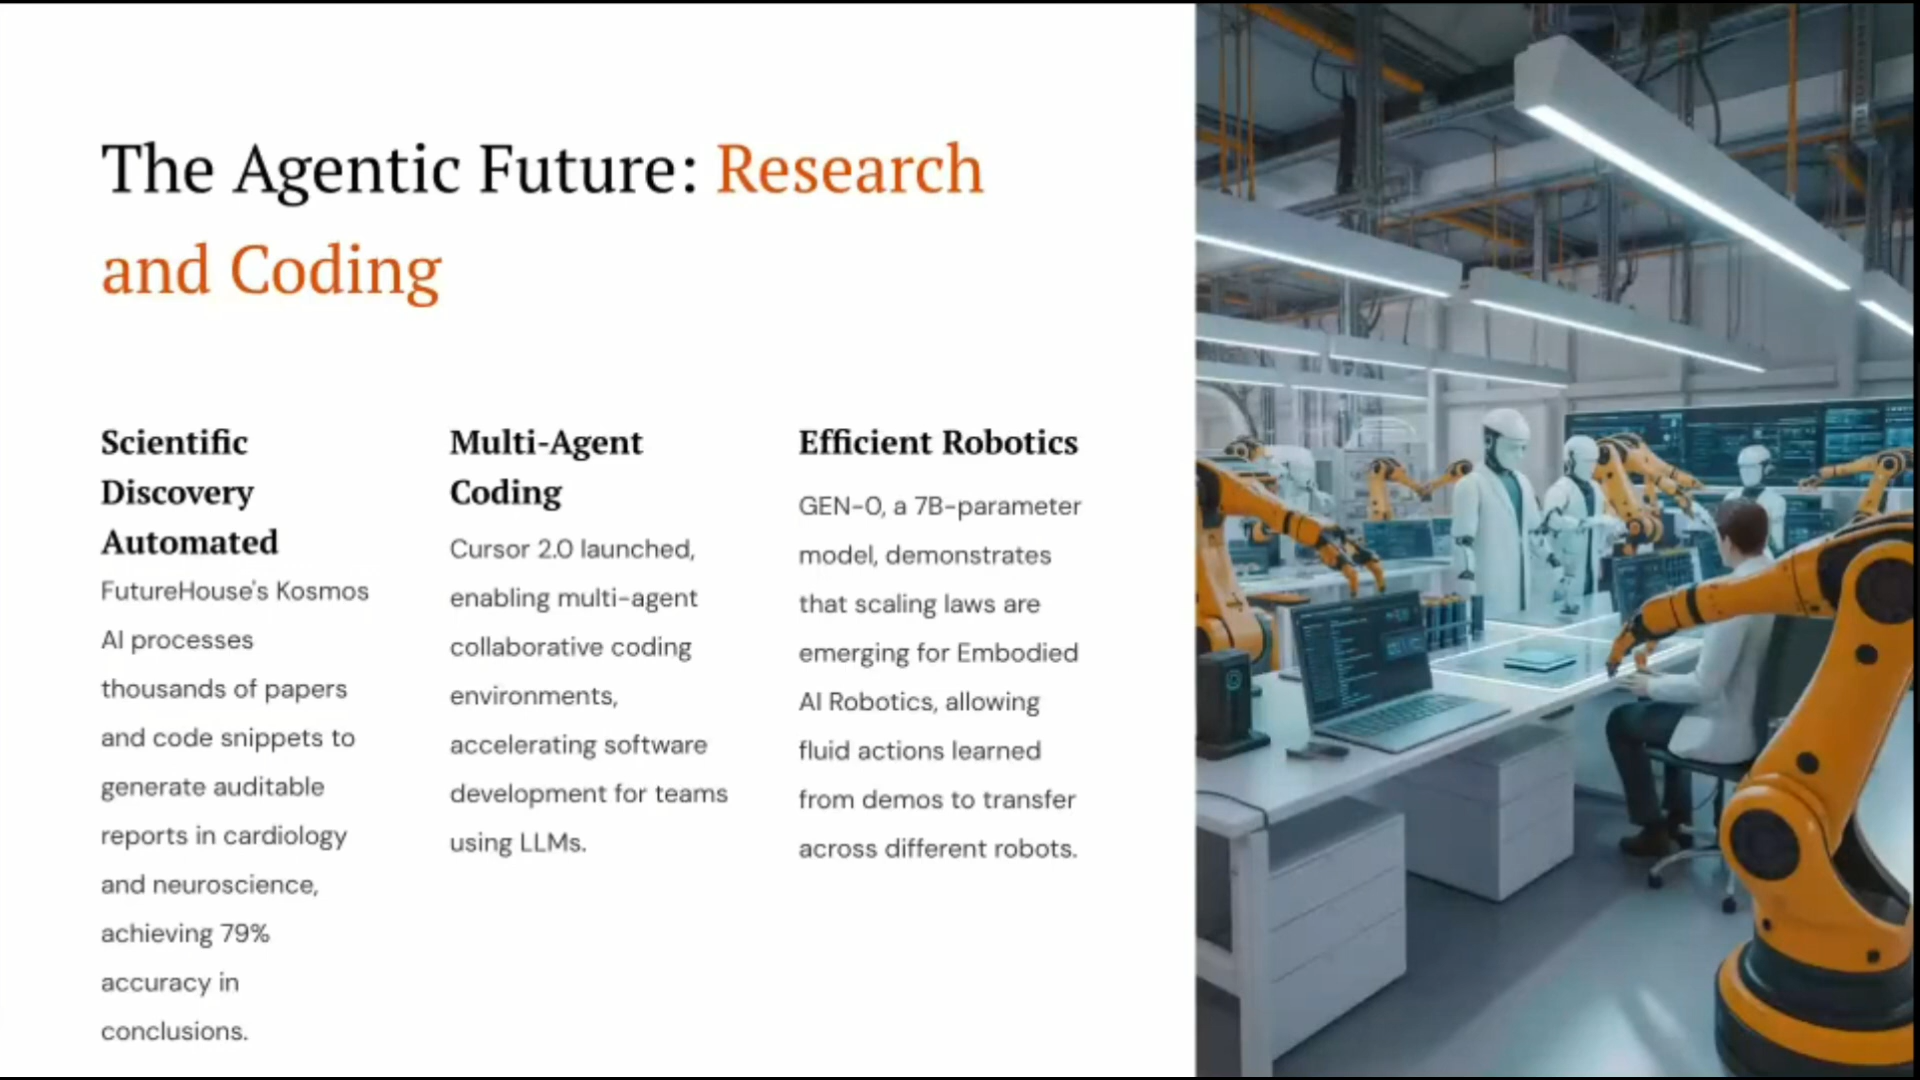 The Agentic Future: Research
and Coding
Scientific
Discovery
Automated
FutureHouse's Kosmos
AI processes
thousands of papers
and code snippets to
generate auditable
reports in cardiology
and neuroscience,
achieving 79%
accuracy in
conclusions.
Multi-Agent
Coding
Cursor 2.0 launched,
enabling multi-agent
collaborative coding
environments,
accelerating software
development for teams
using LLMs.
Efficient Robotics
GEN-0, a 7B-parameter
model, demonstrates
that scaling laws are
emerging for Embodied
AI Robotics, allowing
fluid actions learned
from demos to transfer
across different robots.